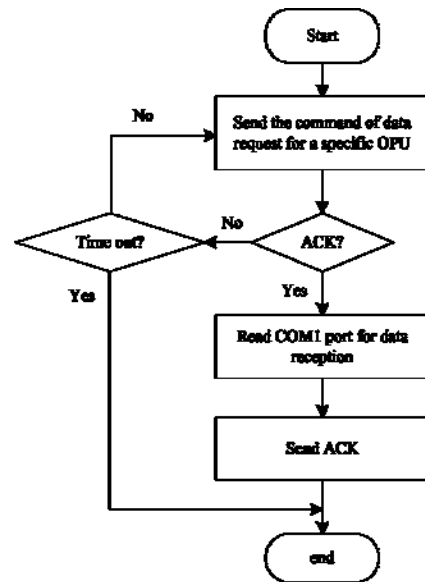 Start
No
Send the command of data
request for a specific OPU
Time out?
No
ACK?
Yes
Yes
Read COM1 port for data
reception
Send ACK
end